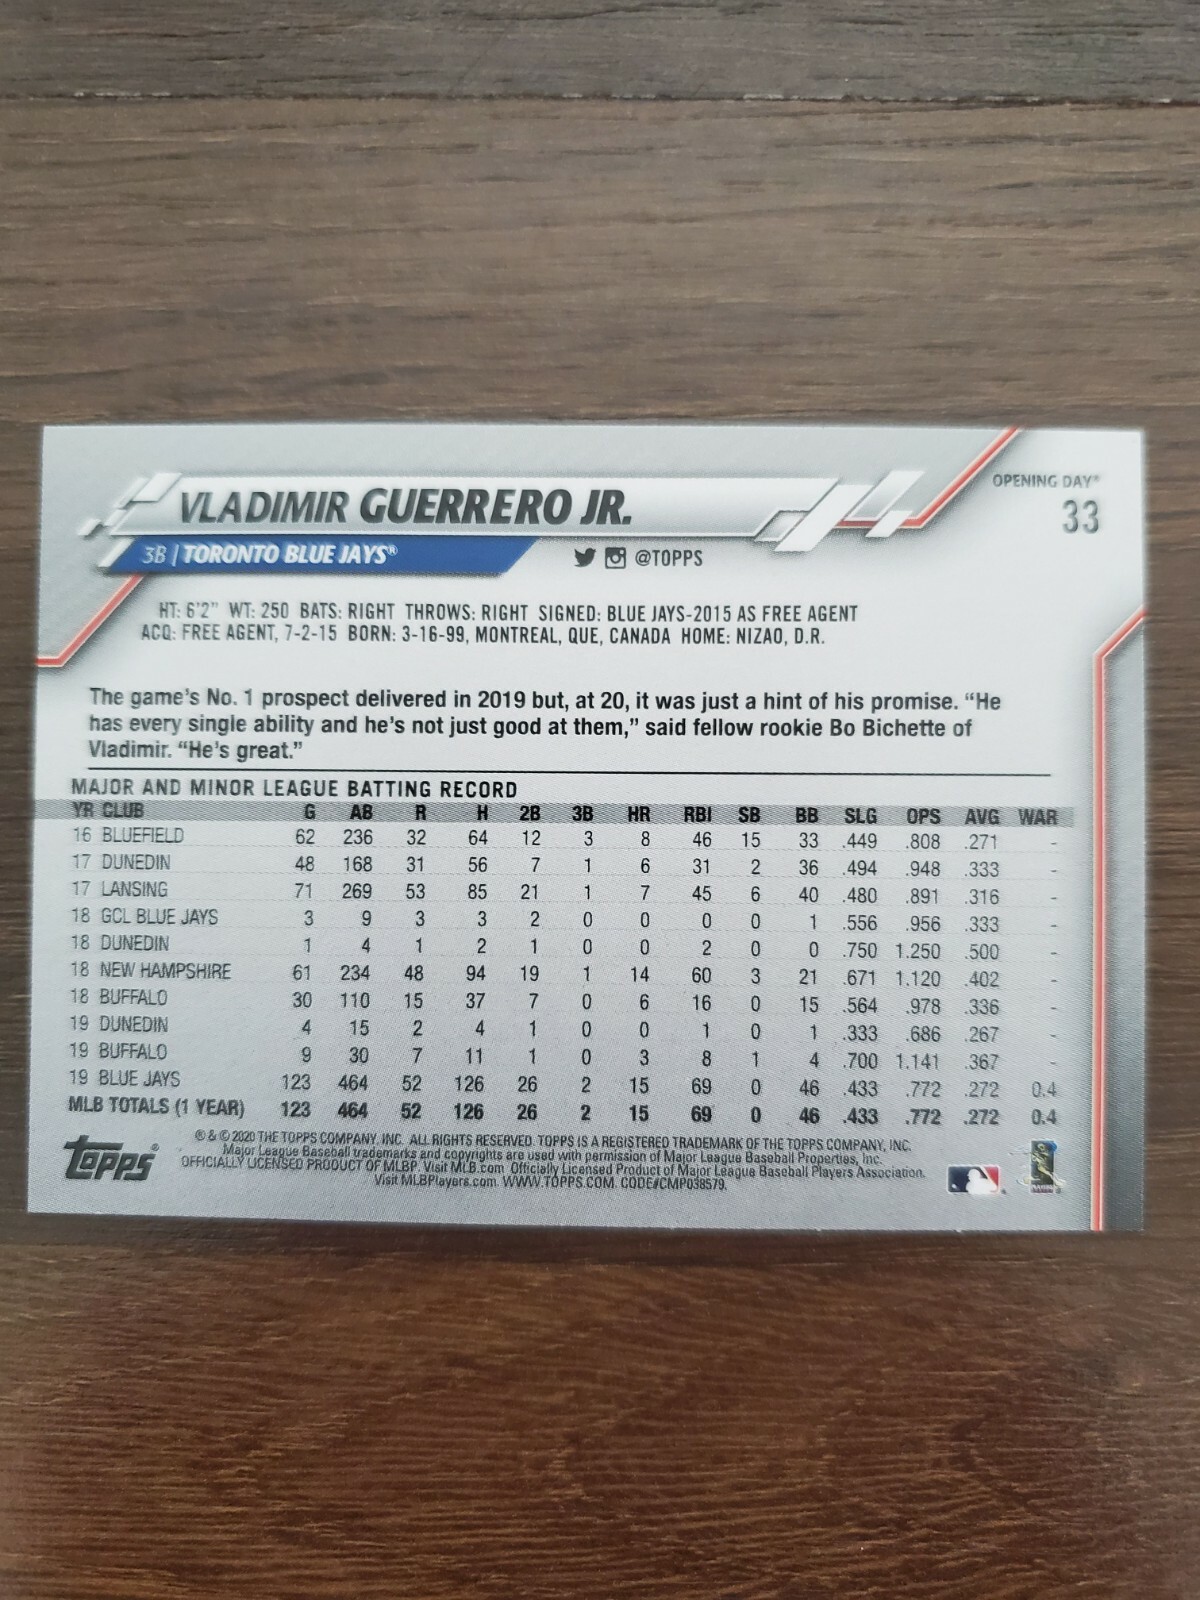 OPENING DAY®
33
VLADIMIR GUERRERO JR.
3B | TORONTO BLUE JAYS®
@TOPPS
HT: 6'2" WT: 250 BATS: RIGHT THROWS: RIGHT SIGNED: BLUE JAYS-2015 AS FREE AGENT
ACQ: FREE AGENT, 7-2-15 BORN: 3-16-99, MONTREAL, QUE, CANADA HOME: NIZAO, D.R.
The game's No. 1 prospect delivered in 2019 but, at 20, it was just a hint of his promise. "He
has every single ability and he's not just good at them," said fellow rookie Bo Bichette of
Vladimir. "He's great."
MAJOR AND MINOR LEAGUE BATTING RECORD
YR CLUB G AB R H 2B 3B HR RBI SB BB SLG OPS AVG WAR
16 BLUEFIELD 62 236 32 64 12 3 8 46 15 33 .449 .808 .271 -
17 DUNEDIN 48 168 31 56 7 1 6 31 2 36 .494 .948 .333 -
17 LANSING 71 269 53 85 21 1 7 45 6 40 .480 .891 .316 -
18 GCL BLUE JAYS 3 9 3 3 2 0 0 0 0 1 .556 .956 .333 -
18 DUNEDIN 1 4 1 2 1 0 0 2 0 0 .750 1.250 .500 -
18 NEW HAMPSHIRE 61 234 48 94 19 1 14 60 3 21 .671 1.120 .402 -
18 BUFFALO 30 110 15 37 7 0 6 16 0 15 .564 .978 .336 -
19 DUNEDIN 4 15 2 4 1 0 0 1 0 1 .333 .686 .267 -
19 BUFFALO 9 30 7 11 1 0 3 8 1 4 .700 1.141 .367 -
19 BLUE JAYS 123 464 52 126 26 2 15 69 0 46 .433 .772 .272 0.4
MLB TOTALS (1 YEAR) 123 464 52 126 26 2 15 69 0 46 .433 .772 .272 0.4
Topps®
® & © 2020 THE TOPPS COMPANY, INC. ALL RIGHTS RESERVED. TOPPS IS A REGISTERED TRADEMARK OF THE TOPPS COMPANY, INC.
Major League Baseball trademarks and copyrights are used with permission of Major League Baseball Properties, Inc.
OFFICIALLY LICENSED PRODUCT OF MLBP. Visit MLB.com Officially Licensed Product of Major League Baseball Players Association.
Visit MLBPlayers.com. WWW.TOPPS.COM. CODE#CMP038579.